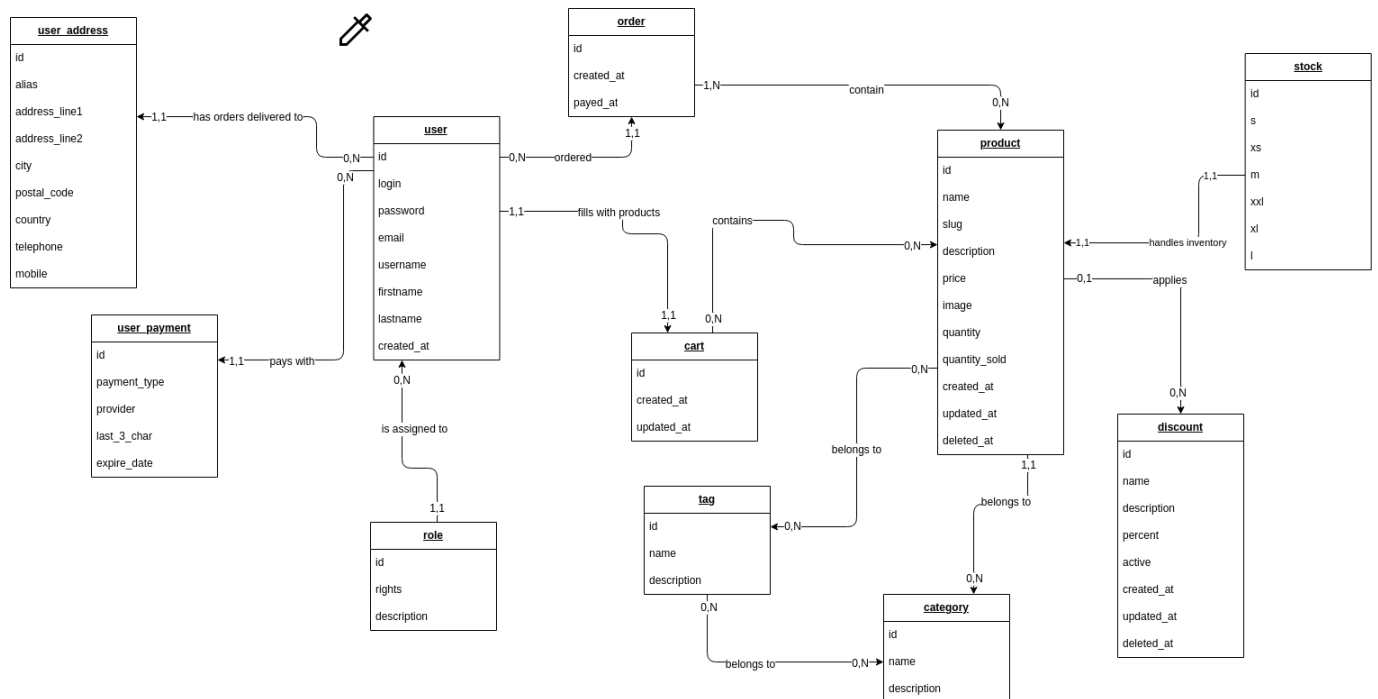 user_address
id
alias
address_line1
address_line2
city
postal_code
country
telephone
mobile
1,1
has orders delivered to
0,N
user
id
login
password
email
username
firstname
lastname
created_at
0,N
pays with
1,1
user_payment
id
payment_type
provider
last_3_char
expire_date
0,N
is assigned to
1,1
role
id
rights
description
0,N
ordered
1,1
order
id
created_at
payed_at
1,N
contain
0,N
1,1
fills with products
1,1
cart
id
created_at
updated_at
0,N
contains
0,N
product
id
name
slug
description
price
image
quantity
quantity_sold
created_at
updated_at
deleted_at
stock
id
s
xs
m
xxl
xl
l
1,1
handles inventory
1,1
0,1
applies
0,N
discount
id
name
description
percent
active
created_at
updated_at
deleted_at
0,N
belongs to
0,N
tag
id
name
description
0,N
belongs to
0,N
1,1
belongs to
0,N
category
id
name
description